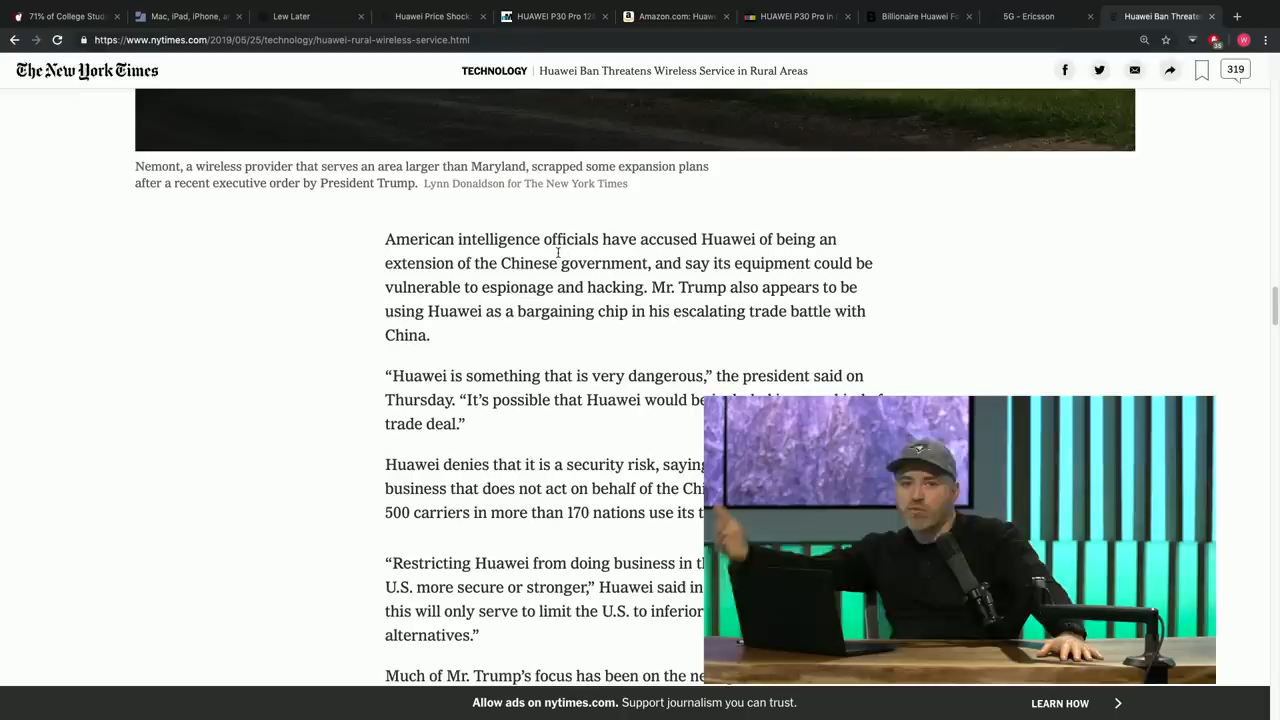 71% of College Stud
Mac, iPad, iPhone, a
Lew Later
Huawei Price Shock:
HUAWEI P30 Pro 128
Amazon.com: Huawe
HUAWEI P30 Pro in
Billionaire Huawei Fo
5G - Ericsson
Huawei Ban Threate
https://www.nytimes.com/2019/05/25/technology/huawei-rural-wireless-service.html
35
W
The New York Times
TECHNOLOGY | Huawei Ban Threatens Wireless Service in Rural Areas
319
Nemont, a wireless provider that serves an area larger than Maryland, scrapped some expansion plans
after a recent executive order by President Trump. Lynn Donaldson for The New York Times
American intelligence officials have accused Huawei of being an
extension of the Chinese government, and say its equipment could be
vulnerable to espionage and hacking. Mr. Trump also appears to be
using Huawei as a bargaining chip in his escalating trade battle with
China.
“Huawei is something that is very dangerous,” the president said on
Thursday. “It’s possible that Huawei would be
trade deal.”
Huawei denies that it is a security risk, saying
business that does not act on behalf of the Chi
500 carriers in more than 170 nations use its t
“Restricting Huawei from doing business in th
U.S. more secure or stronger,” Huawei said in
this will only serve to limit the U.S. to inferior
alternatives.”
Much of Mr. Trump’s focus has been on the ne
Allow ads on nytimes.com. Support journalism you can trust.
LEARN HOW